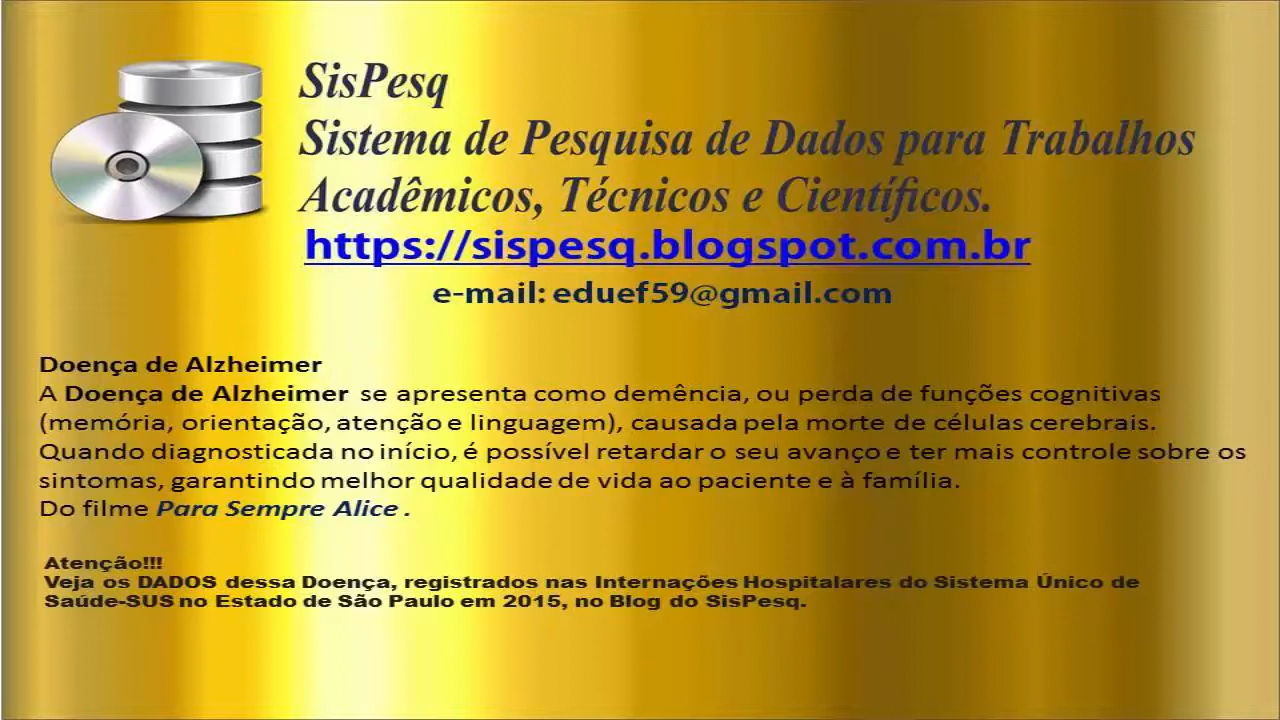 SisPesq
Sistema de Pesquisa de Dados para Trabalhos
Acadêmicos, Técnicos e Científicos.
https://sispesq.blogspot.com.br
e-mail: eduef59@gmail.com
Doença de Alzheimer
A Doença de Alzheimer se apresenta como demência, ou perda de funções cognitivas
(memória, orientação, atenção e linguagem), causada pela morte de células cerebrais.
Quando diagnosticada no início, é possível retardar o seu avanço e ter mais controle sobre os
sintomas, garantindo melhor qualidade de vida ao paciente e à família.
Do filme Para Sempre Alice .
Atenção!!!
Veja os DADOS dessa Doença, registrados nas Internações Hospitalares do Sistema Único de
Saúde-SUS no Estado de São Paulo em 2015, no Blog do SisPesq.